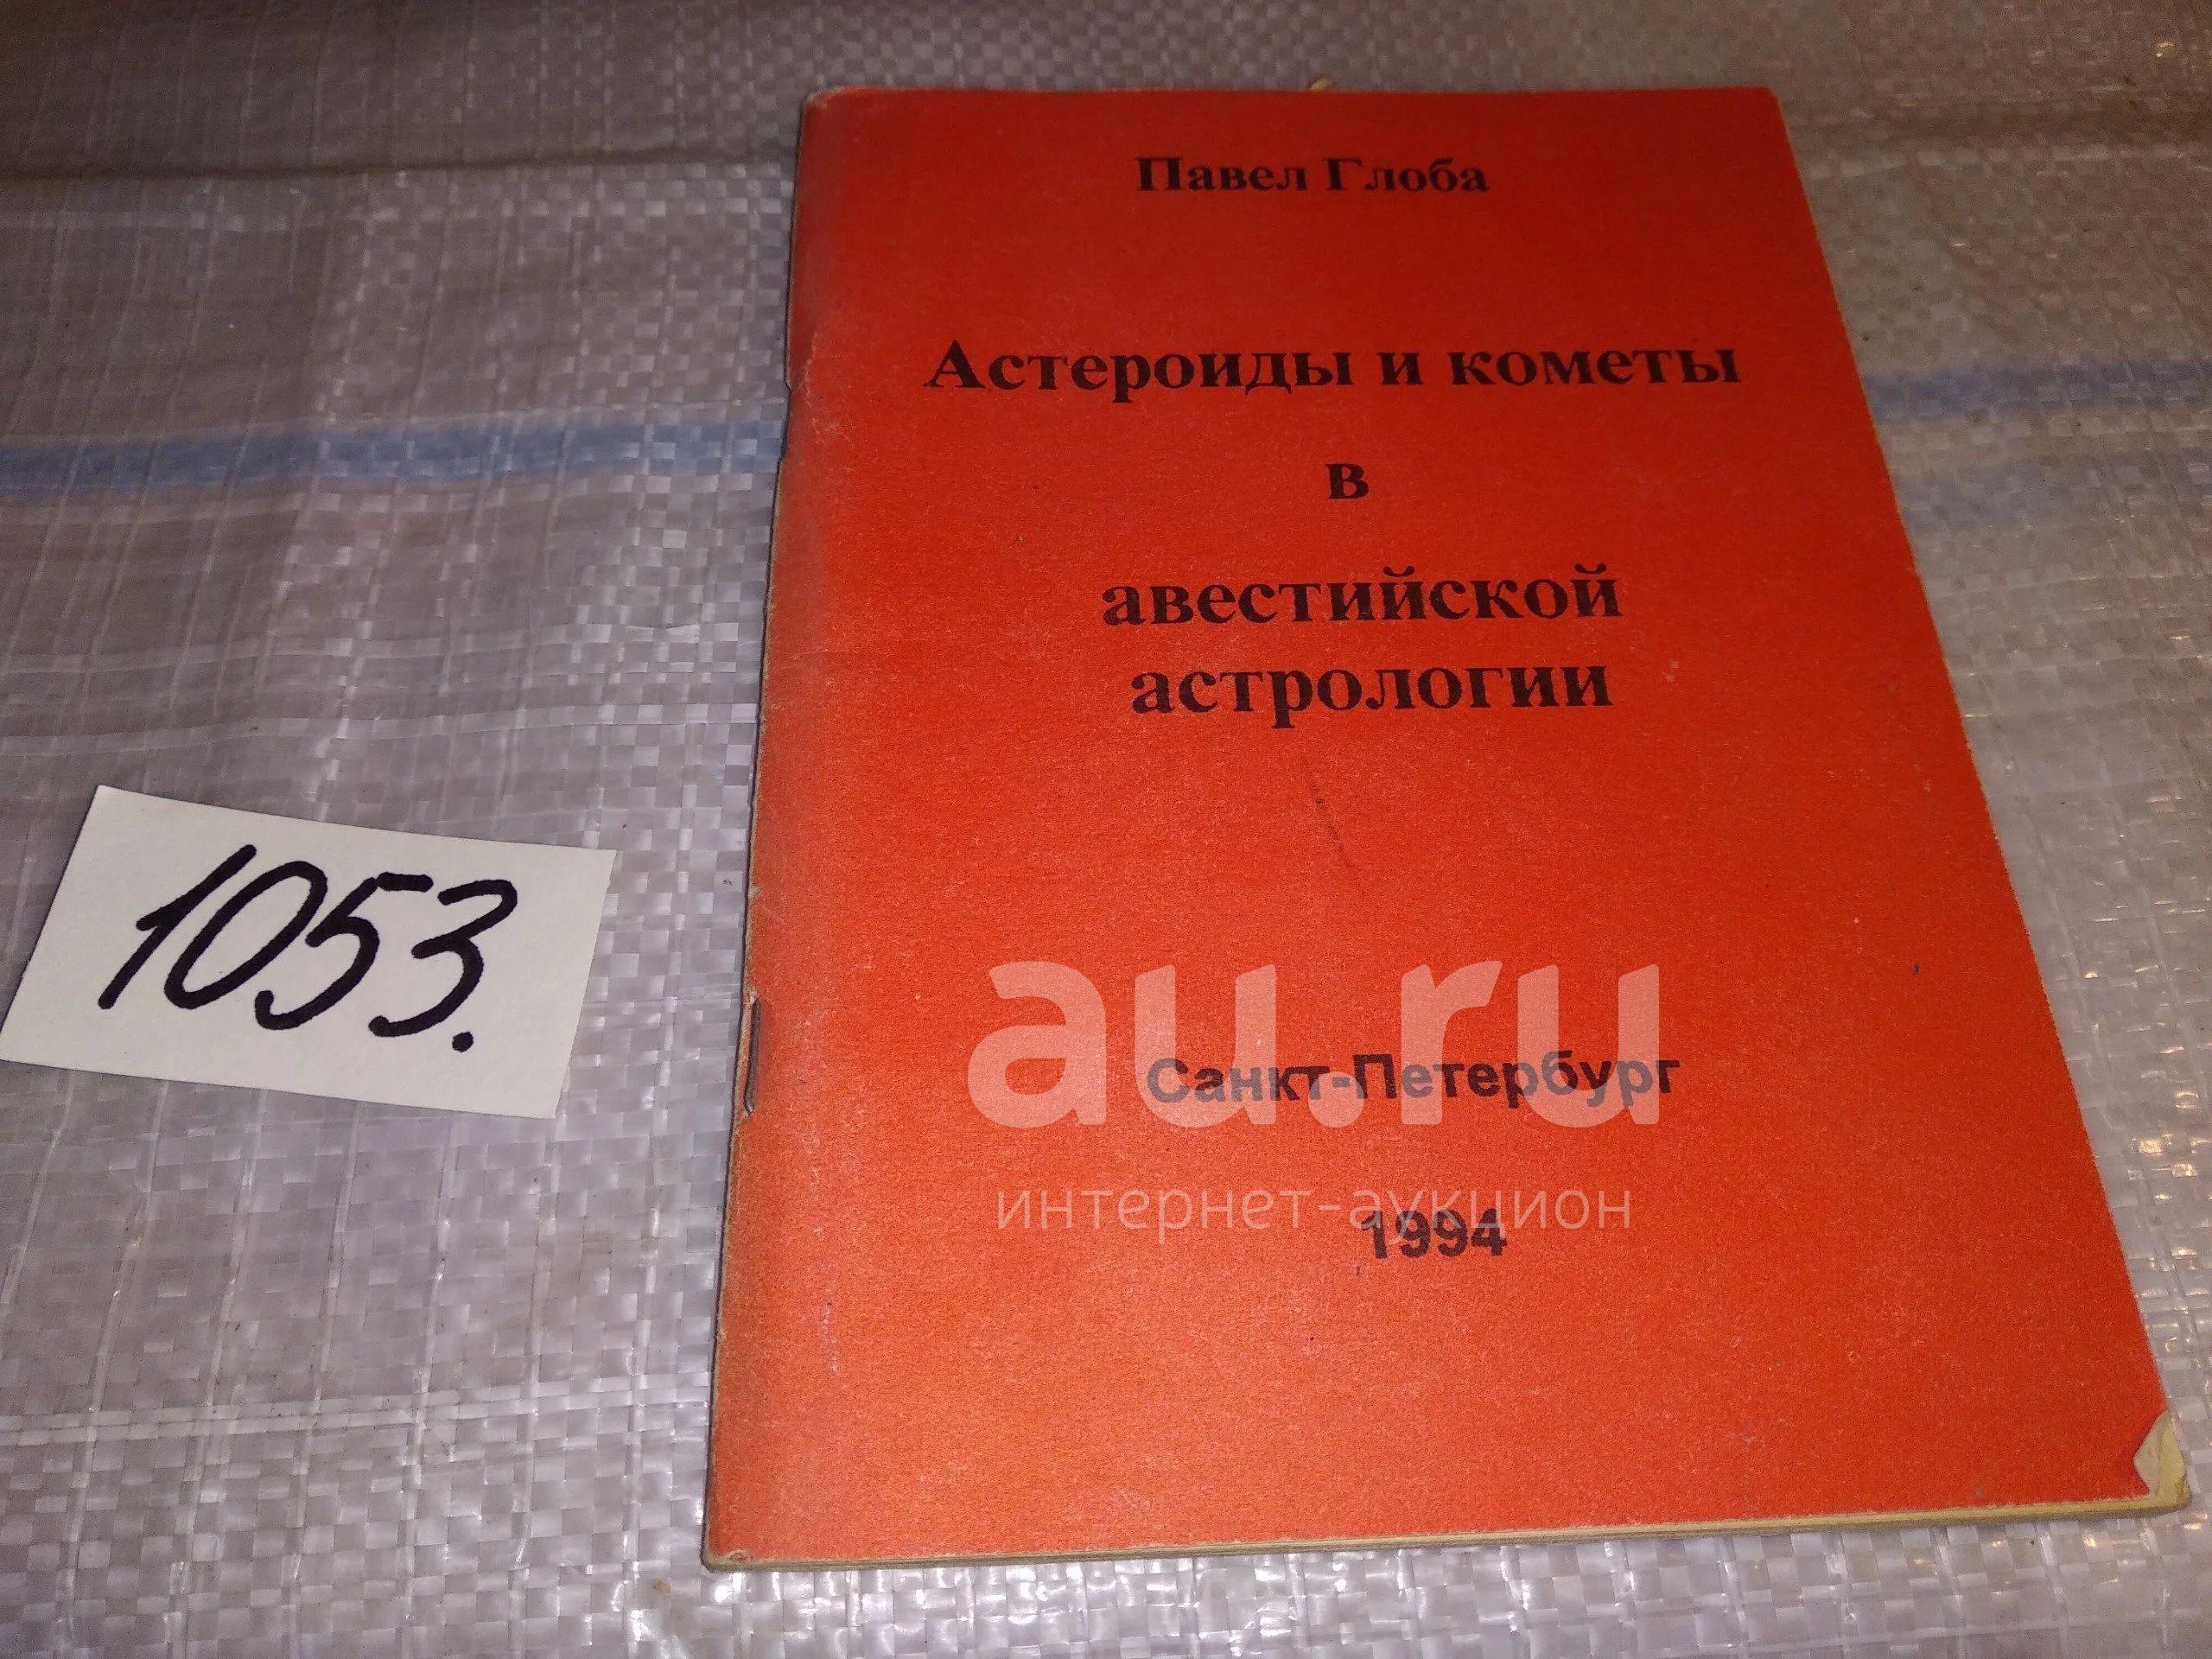 Павел Глоба
Астероиды и кометы
в
авестийской
астрологии
1053.
au.ru
Санкт-Петербург
интернет-аукцион
1994